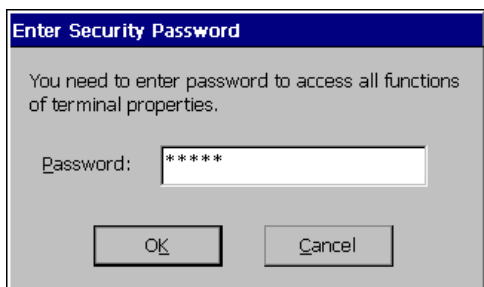 Enter Security Password
You need to enter password to access all functions
of terminal properties.
Password: *****
OK Cancel